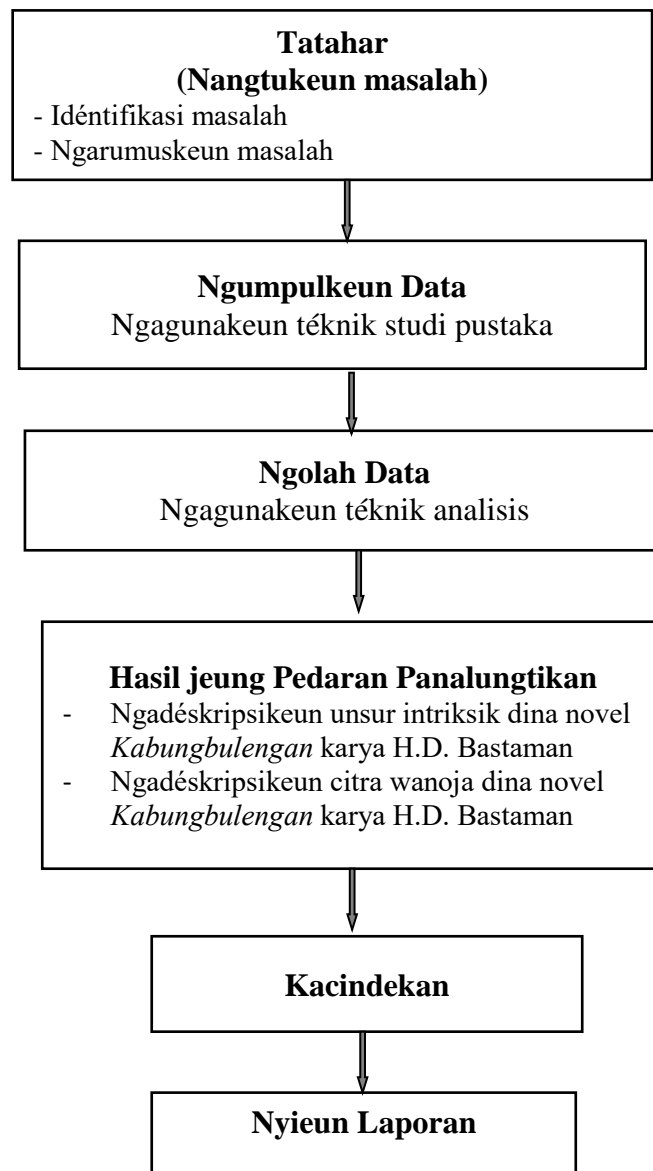 Tatahar
(Nangtukeun masalah)
- Idéntifikasi masalah
- Ngarumuskeun masalah
Ngumpulkeun Data
Ngagunakeun téknik studi pustaka
Ngolah Data
Ngagunakeun téknik analisis
Hasil jeung Pedaran Panalungtikan
- Ngadéskripsikeun unsur intriksik dina novel
Kabungbulengan karya H.D. Bastaman
- Ngadéskripsikeun citra wanoja dina novel
Kabungbulengan karya H.D. Bastaman
Kacindekan
Nyieun Laporan